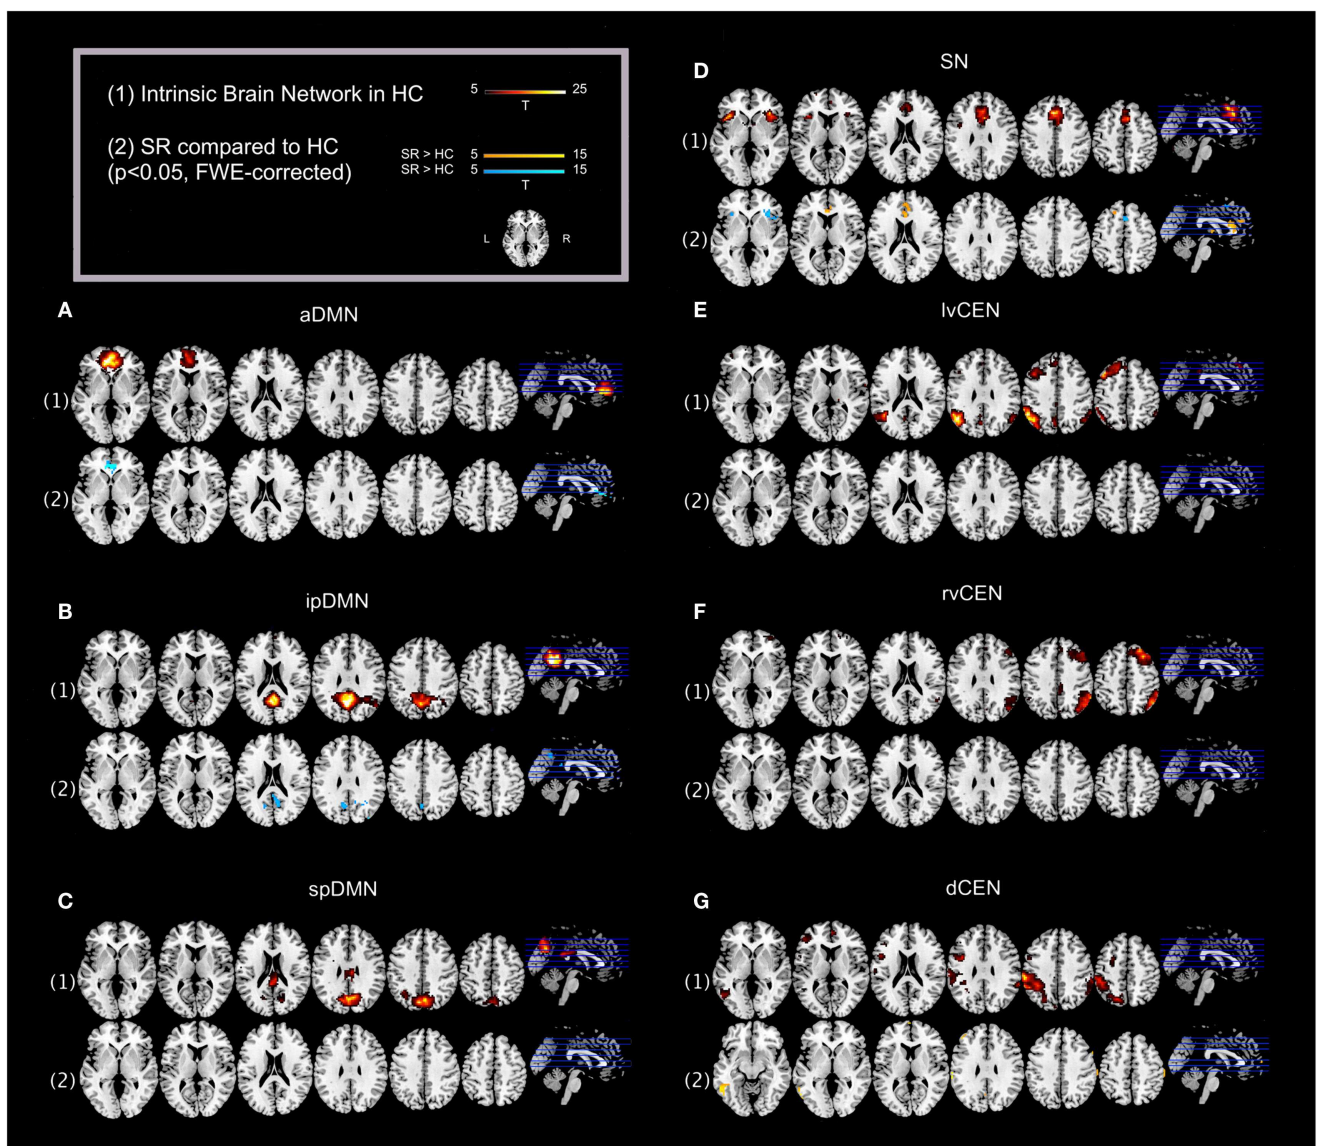 (1) Intrinsic Brain Network in HC
5 25
T
(2) SR compared to HC
(p<0.05, FWE-corrected)
SR > HC 5 15
SR > HC 5 15
T
L R
A
aDMN
(1)
(2)
B
ipDMN
(1)
(2)
C
spDMN
(1)
(2)
D
SN
(1)
(2)
E
lvCEN
(1)
(2)
F
rvCEN
(1)
(2)
G
dCEN
(1)
(2)